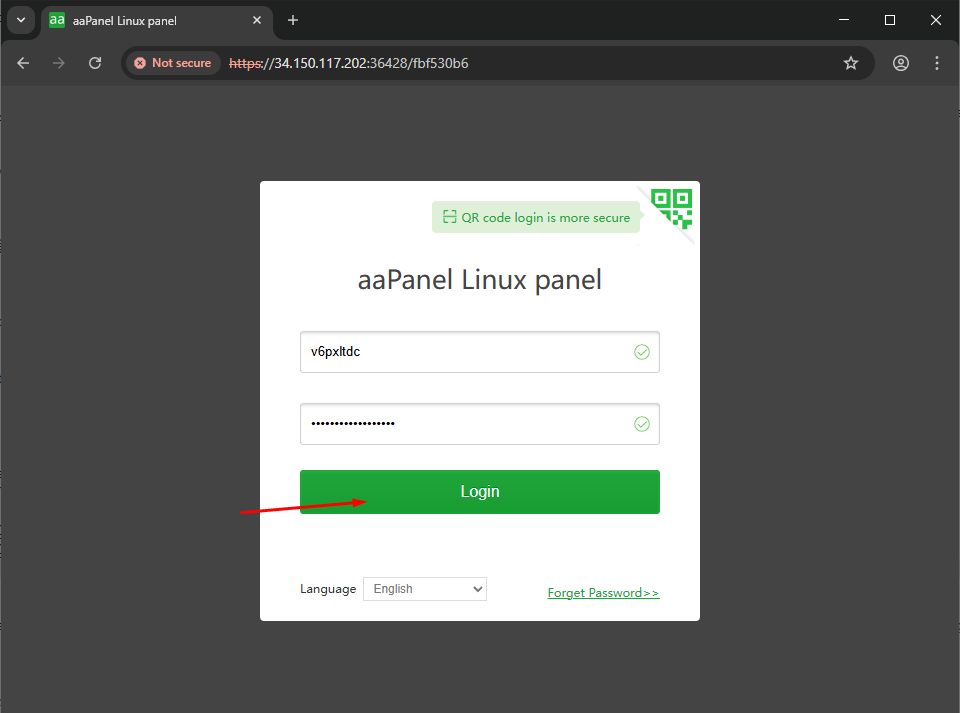 aa aaPanel Linux panel
Not secure https://34.150.117.202:36428/fbf530b6
QR code login is more secure
aaPanel Linux panel
v6pxltdc
••••••••••••••••••
Login
Language English
Forget Password>>